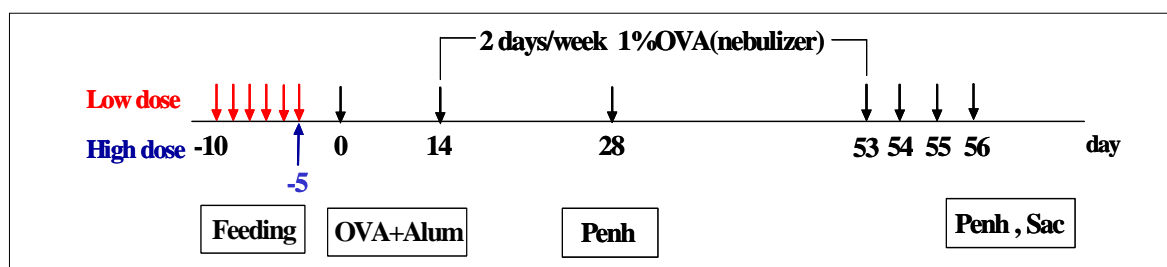 2 days/week 1%OVA(nebulizer)
Low dose
High dose -10 0 14 28 53 54 55 56 day
-5
Feeding OVA+Alum Penh Penh , Sac